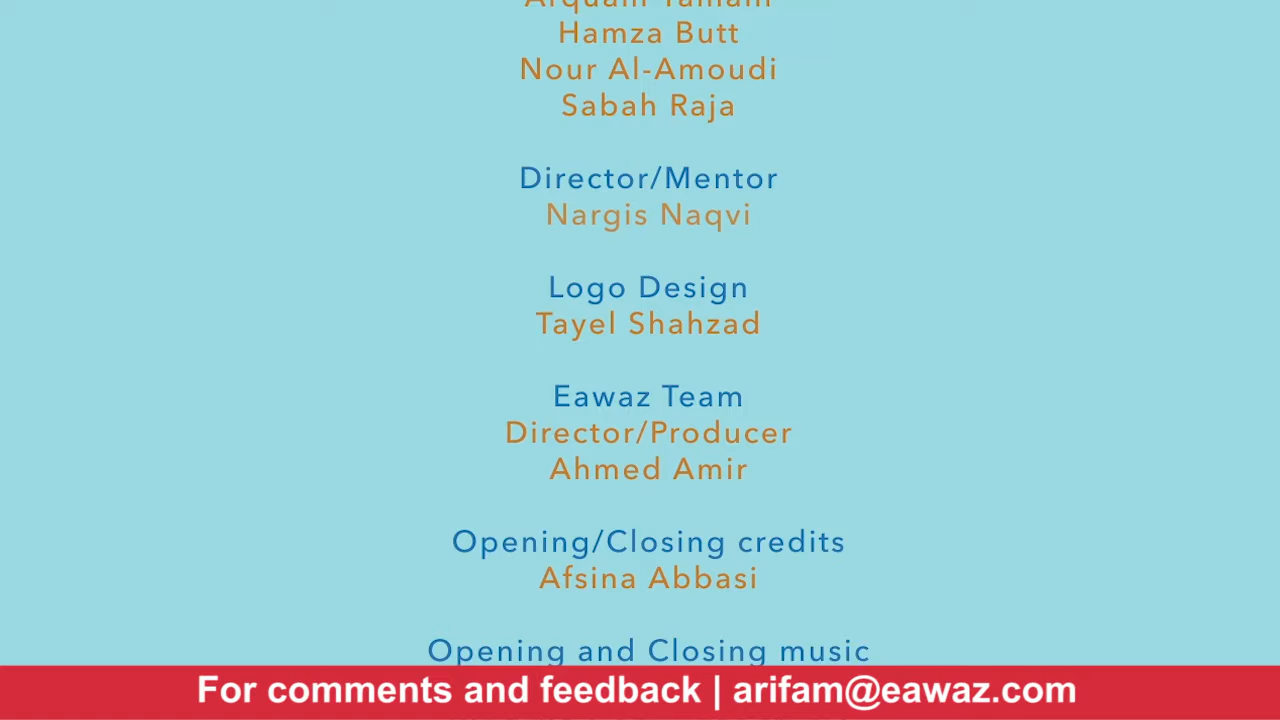 Hamza Butt
Nour Al-Amoudi
Sabah Raja
Director/Mentor
Nargis Naqvi
Logo Design
Tayel Shahzad
Eawaz Team
Director/Producer
Ahmed Amir
Opening/Closing credits
Afsina Abbasi
Opening and Closing music
For comments and feedback | arifam@eawaz.com